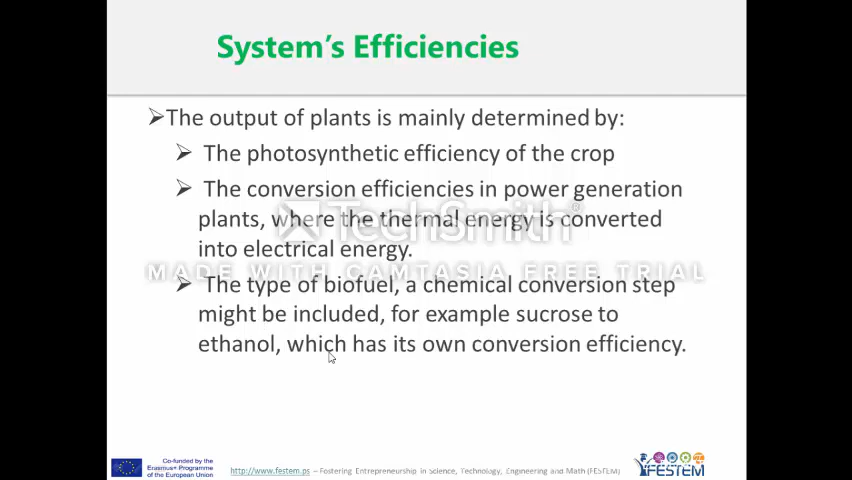 System's Efficiencies
➢The output of plants is mainly determined by:
➢ The photosynthetic efficiency of the crop
➢ The conversion efficiencies in power generation
plants, where the thermal energy is converted
into electrical energy.
➢ The type of biofuel, a chemical conversion step
might be included, for example sucrose to
ethanol, which has its own conversion efficiency.
TechSmith®
MADE WITH CAMTASIA FREE TRIAL
Co-funded by the
Erasmus+ Programme
of the European Union
http://www.festem.ps – Fostering Entrepreneurship in Science, Technology, Engineering and Math (FESTEM)
FESTEM